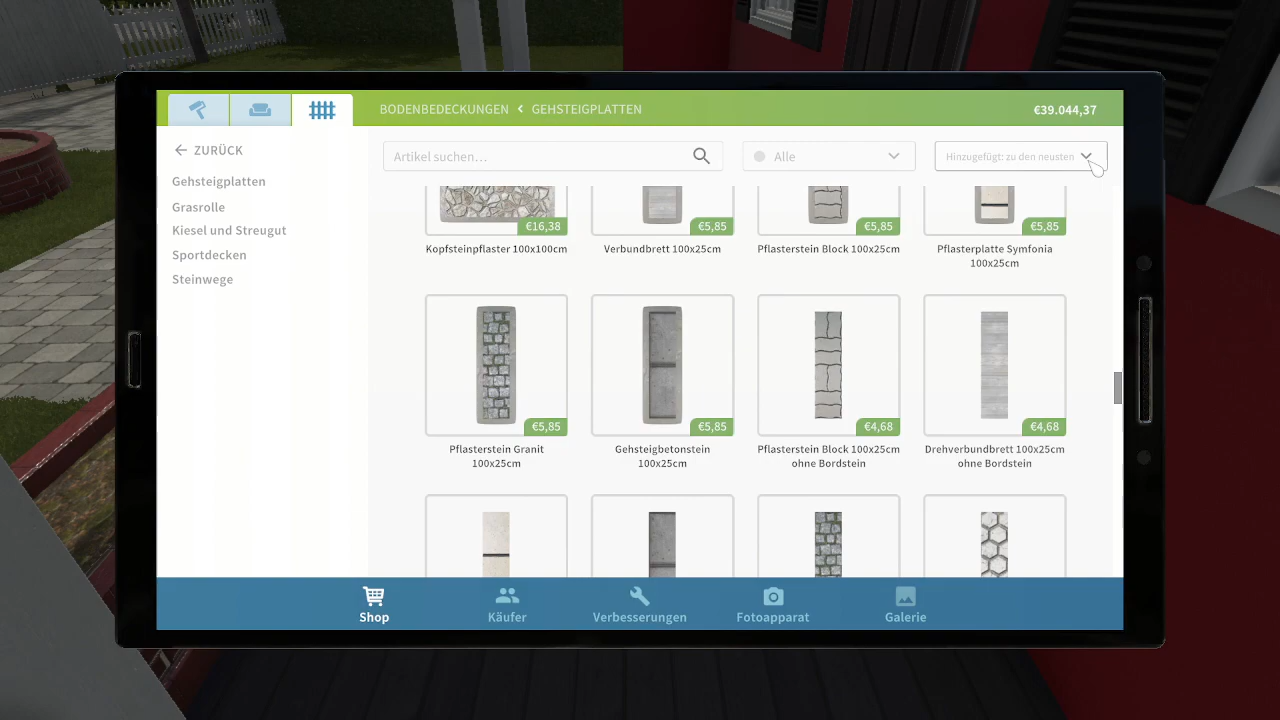 BODENBEDECKUNGEN < GEHSTEIGPLATTEN
€39.044,37
ZURÜCK
Gehsteigplatten
Grasrolle
Kiesel und Streugut
Sportdecken
Steinwege
Artikel suchen...
Alle
Hinzugefügt: zu den neusten
€16,38
€5,85
€5,85
€5,85
Kopfsteinpflaster 100x100cm
Verbundbrett 100x25cm
Pflasterstein Block 100x25cm
Pflasterplatte Symfonia
100x25cm
€5,85
€5,85
€4,68
€4,68
Pflasterstein Granit
100x25cm
Gehsteigbetonstein
100x25cm
Pflasterstein Block 100x25cm
ohne Bordstein
Drehverbundbrett 100x25cm
ohne Bordstein
Shop
Käufer
Verbesserungen
Fotoapparat
Galerie